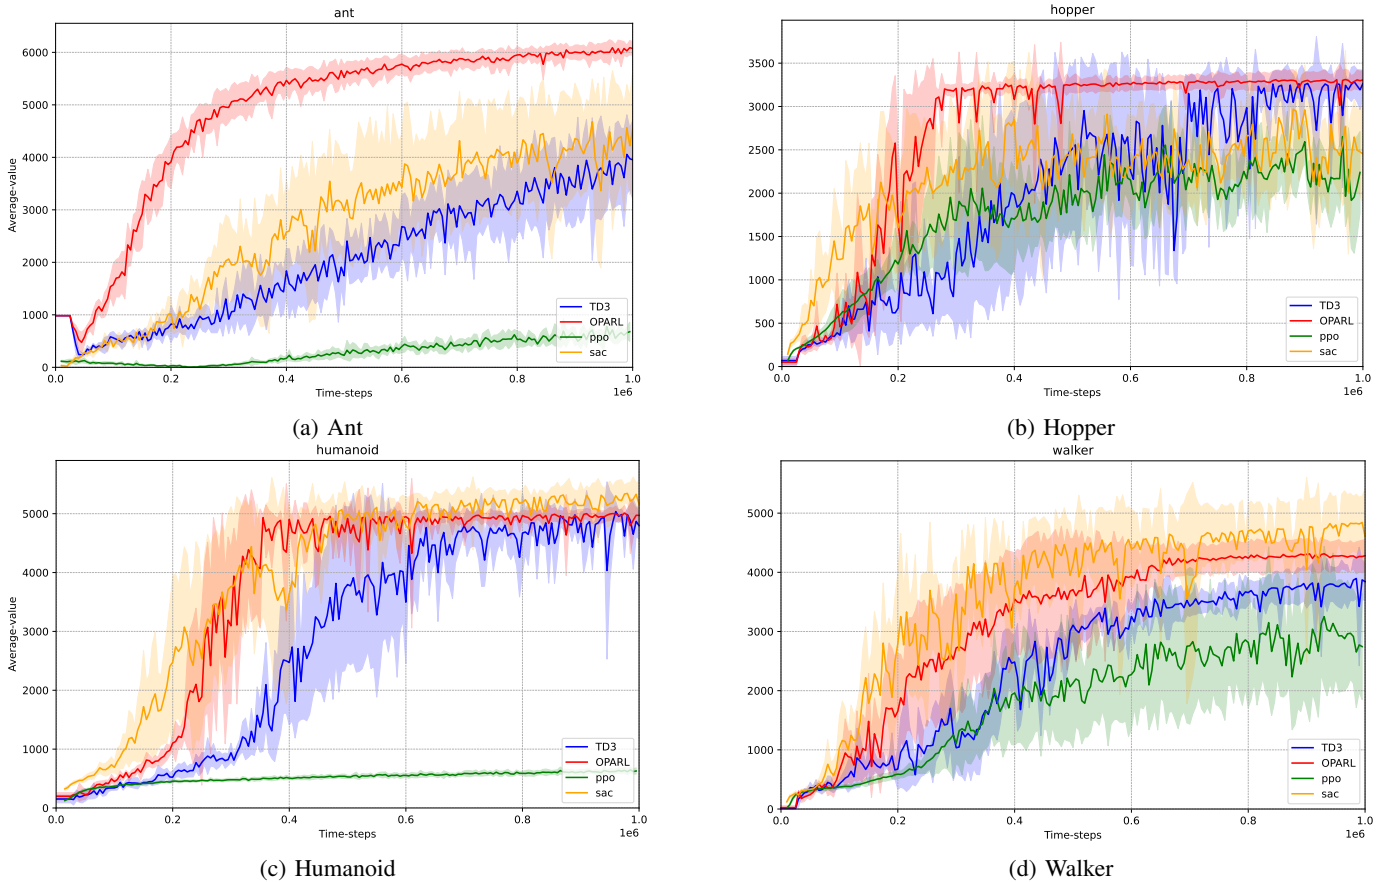 ant
6000
5000
4000
3000
2000
1000
0
Average-value
0.0 0.2 0.4 0.6 0.8 1.0
1e6
Time-steps
TD3
OPARL
ppo
sac
(a) Ant
hopper
3500
3000
2500
2000
1500
1000
500
0
0.0 0.2 0.4 0.6 0.8 1.0
1e6
Time-steps
TD3
OPARL
ppo
sac
(b) Hopper
humanoid
5000
4000
3000
2000
1000
0
Average-value
0.0 0.2 0.4 0.6 0.8 1.0
1e6
Time-steps
TD3
OPARL
ppo
sac
(c) Humanoid
walker
5000
4000
3000
2000
1000
0
0.0 0.2 0.4 0.6 0.8 1.0
1e6
Time-steps
TD3
OPARL
ppo
sac
(d) Walker